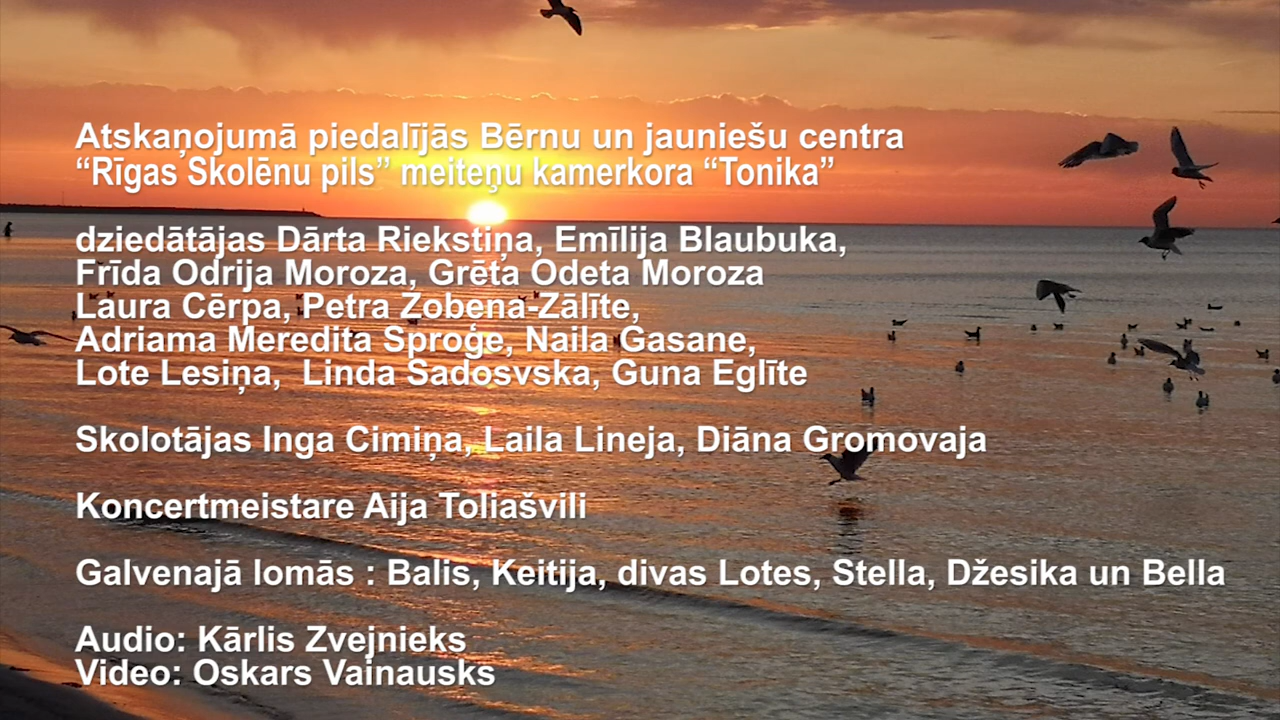 Atskaņojumā piedalījās Bērnu un jauniešu centra
“Rīgas Skolēnu pils” meiteņu kamerkora “Tonika”
dziedātājas Dārta Riekstiņa, Emīlija Blaubuka,
Frīda Odrija Moroza, Grēta Odeta Moroza
Laura Cērpa, Petra Zobena-Zālīte,
Adriama Meredita Sproģe, Naila Gasane,
Lote Lesiņa,  Linda Sadosvska, Guna Eglīte
Skolotājas Inga Cimiņa, Laila Lineja, Diāna Gromovaja
Koncertmeistare Aija Toliašvili
Galvenajā lomās : Balis, Keitija, divas Lotes, Stella, Džesika un Bella
Audio: Kārlis Zvejnieks
Video: Oskars Vainausks